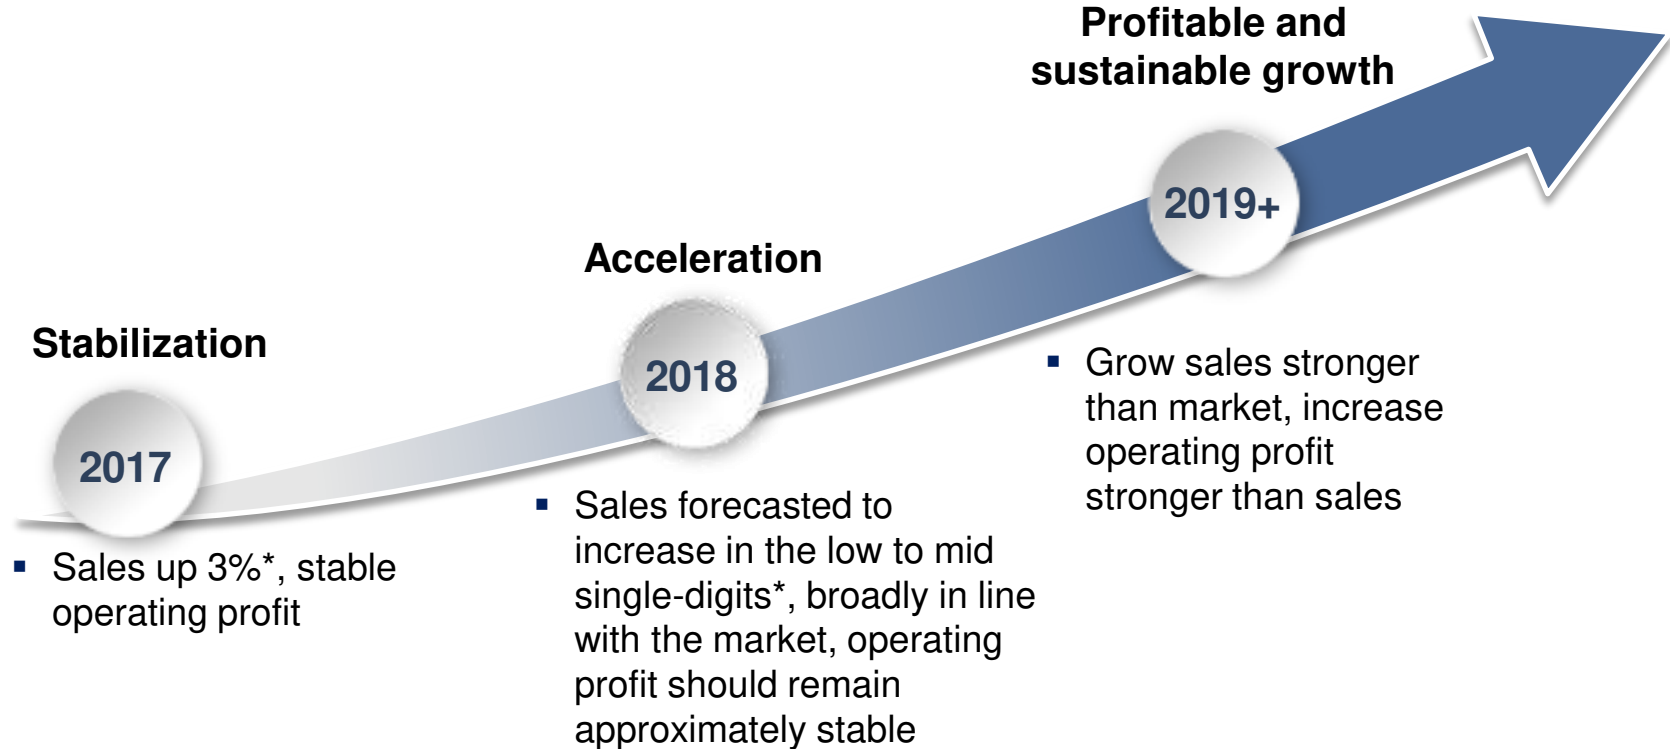 Profitable and
sustainable growth
2019+
Acceleration
2018
Stabilization
2017
▪ Grow sales stronger
than market, increase
operating profit
stronger than sales
▪ Sales forecasted to
increase in the low to mid
single-digits*, broadly in line
with the market, operating
profit should remain
approximately stable
▪ Sales up 3%*, stable
operating profit